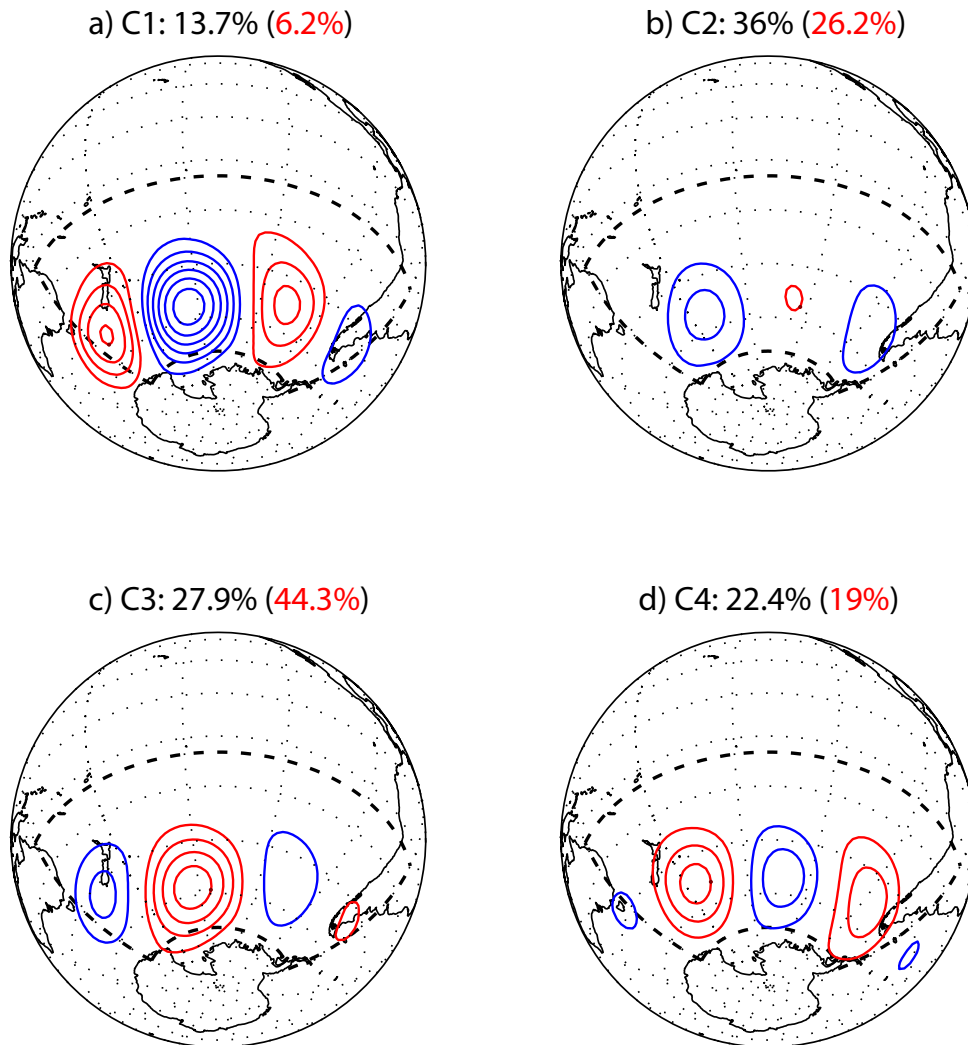 a) C1: 13.7% (6.2%)
b) C2: 36% (26.2%)
c) C3: 27.9% (44.3%)
d) C4: 22.4% (19%)